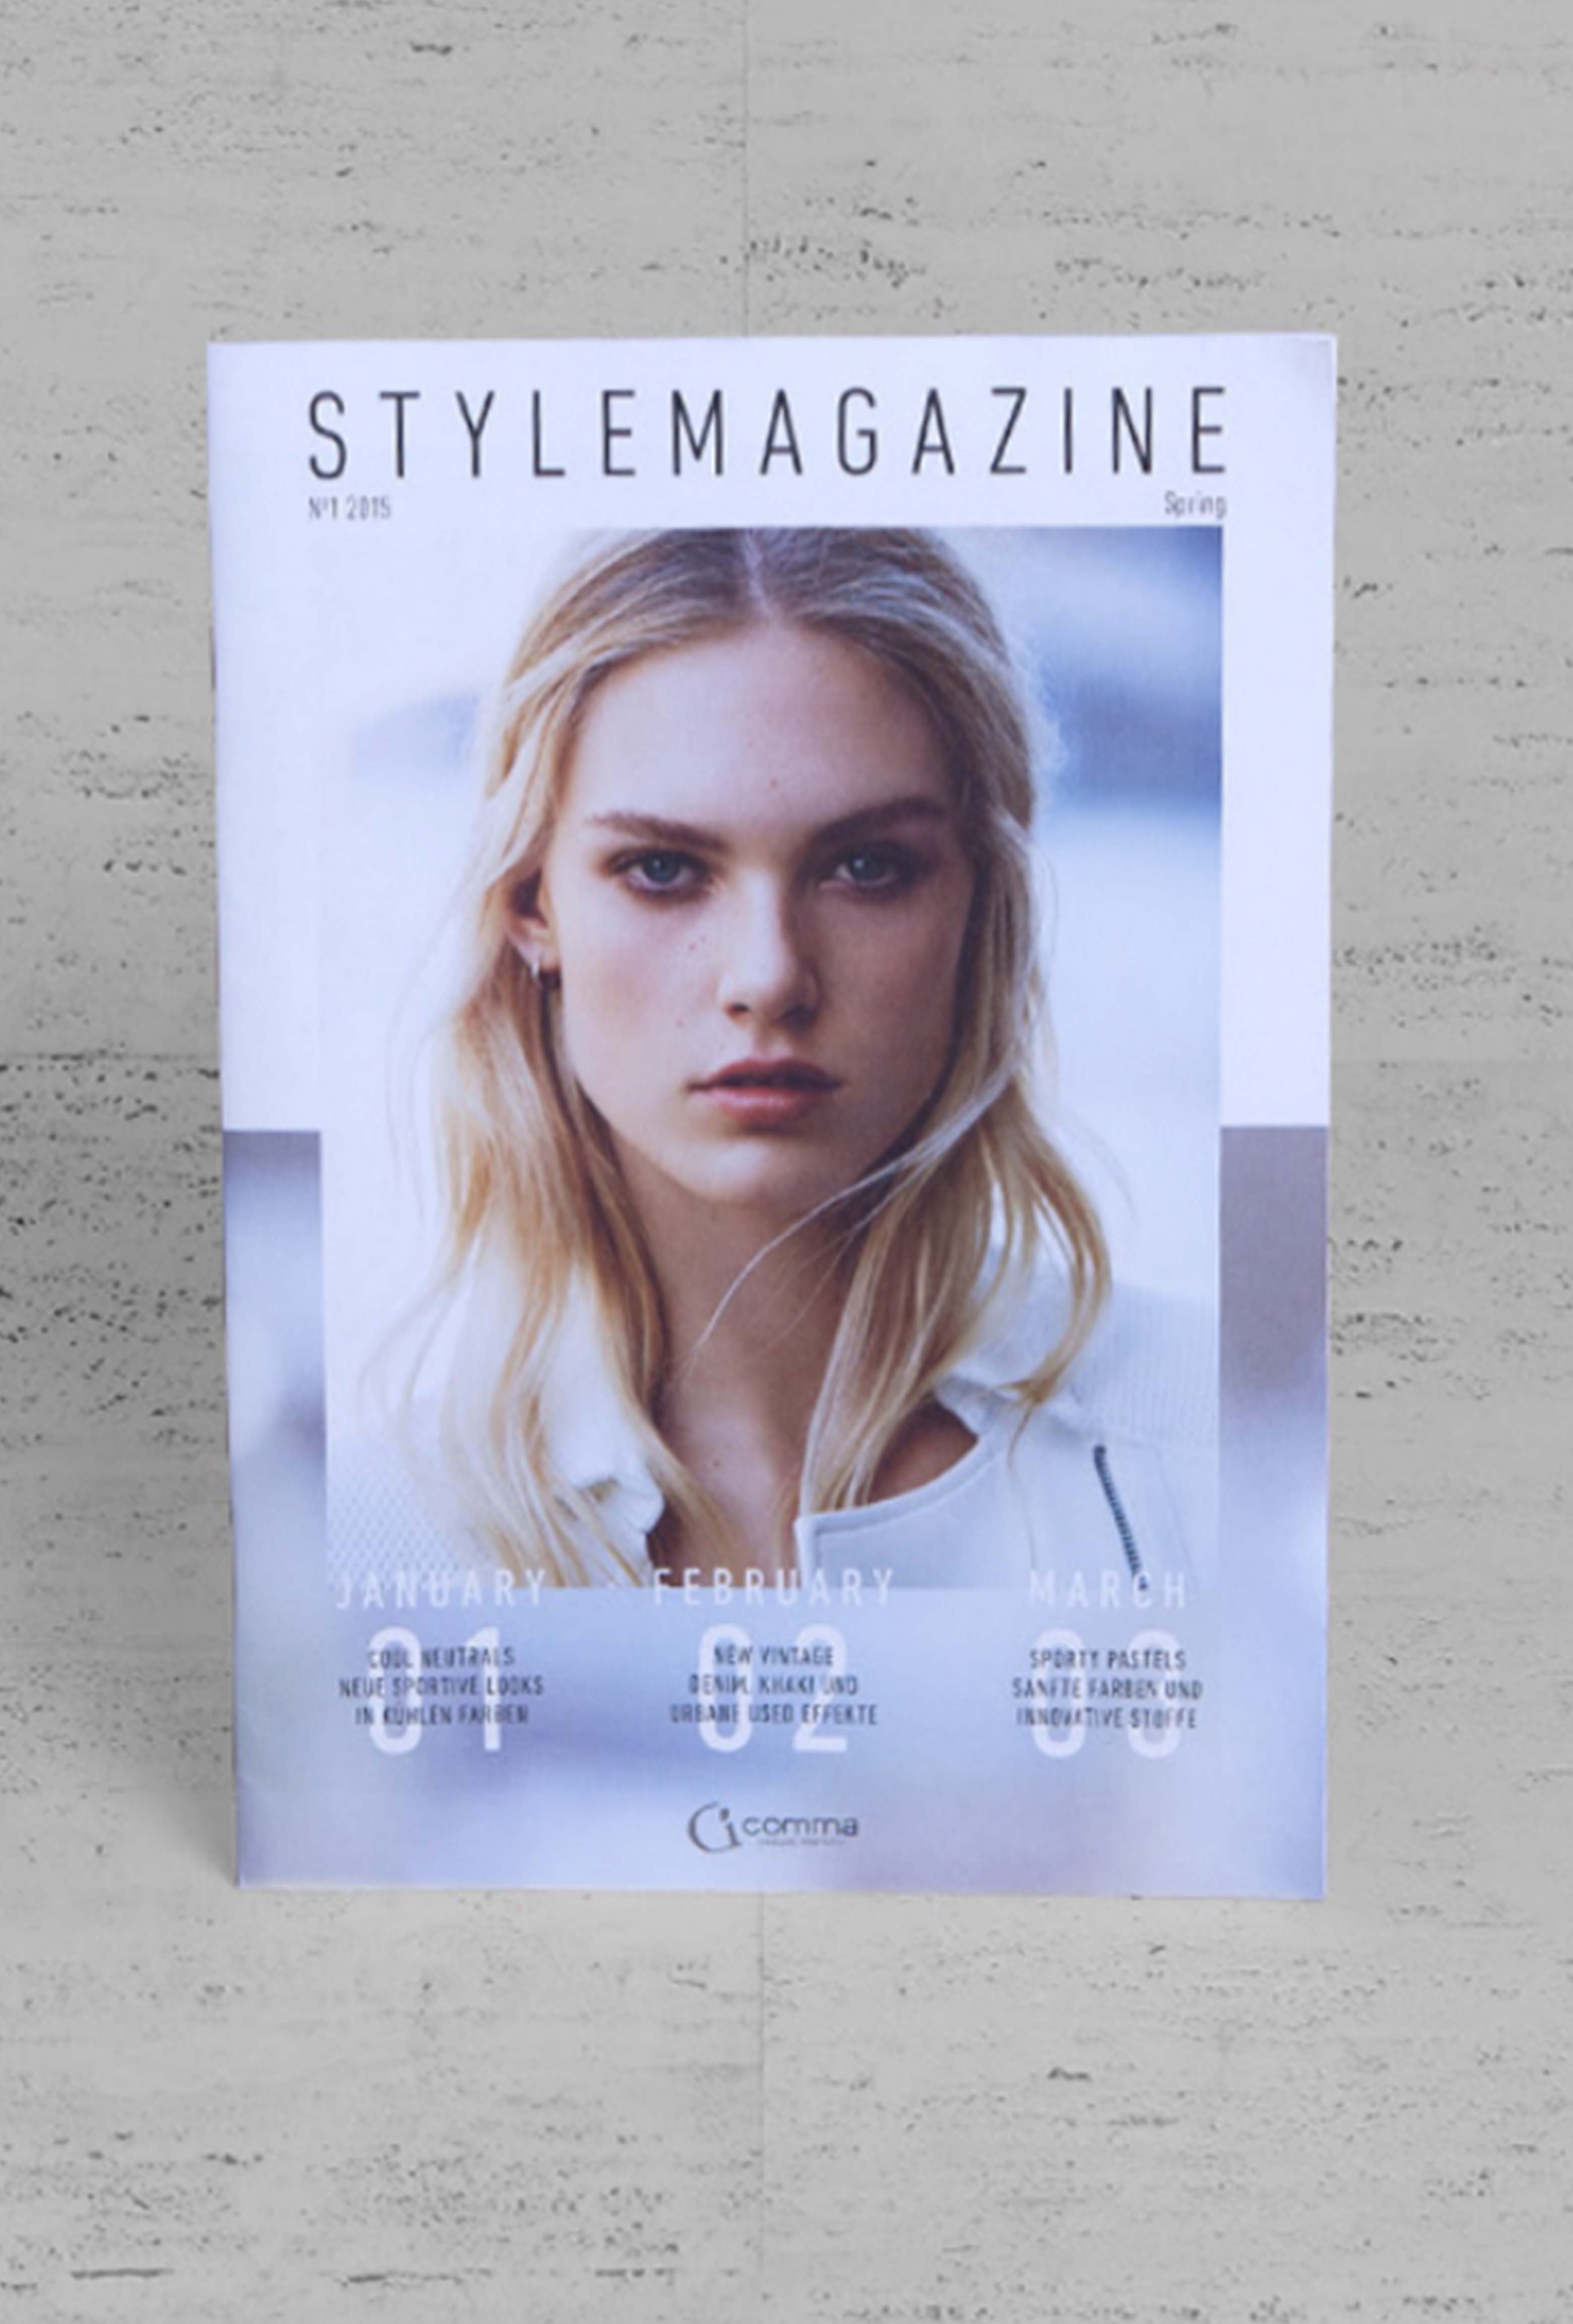 STYLEMAGAZINE
Nº1 2015
Spring
JANUARY
01
COOL NEUTRALS
NEUE SPORTIVE LOOKS
IN KÜHLEN FARBEN
FEBRUARY
02
NEW VINTAGE
DENIM, KHAKI UND
URBANE USED EFFEKTE
MARCH
03
SPORTY PASTELS
SANFTE FARBEN UND
INNOVATIVE STOFFE
comma